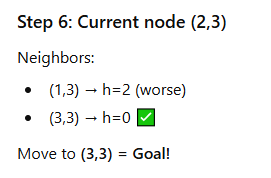 Step 6: Current node (2,3)
Neighbors:
• (1,3) → h=2 (worse)
• (3,3) → h=0 ✅
Move to (3,3) = Goal!